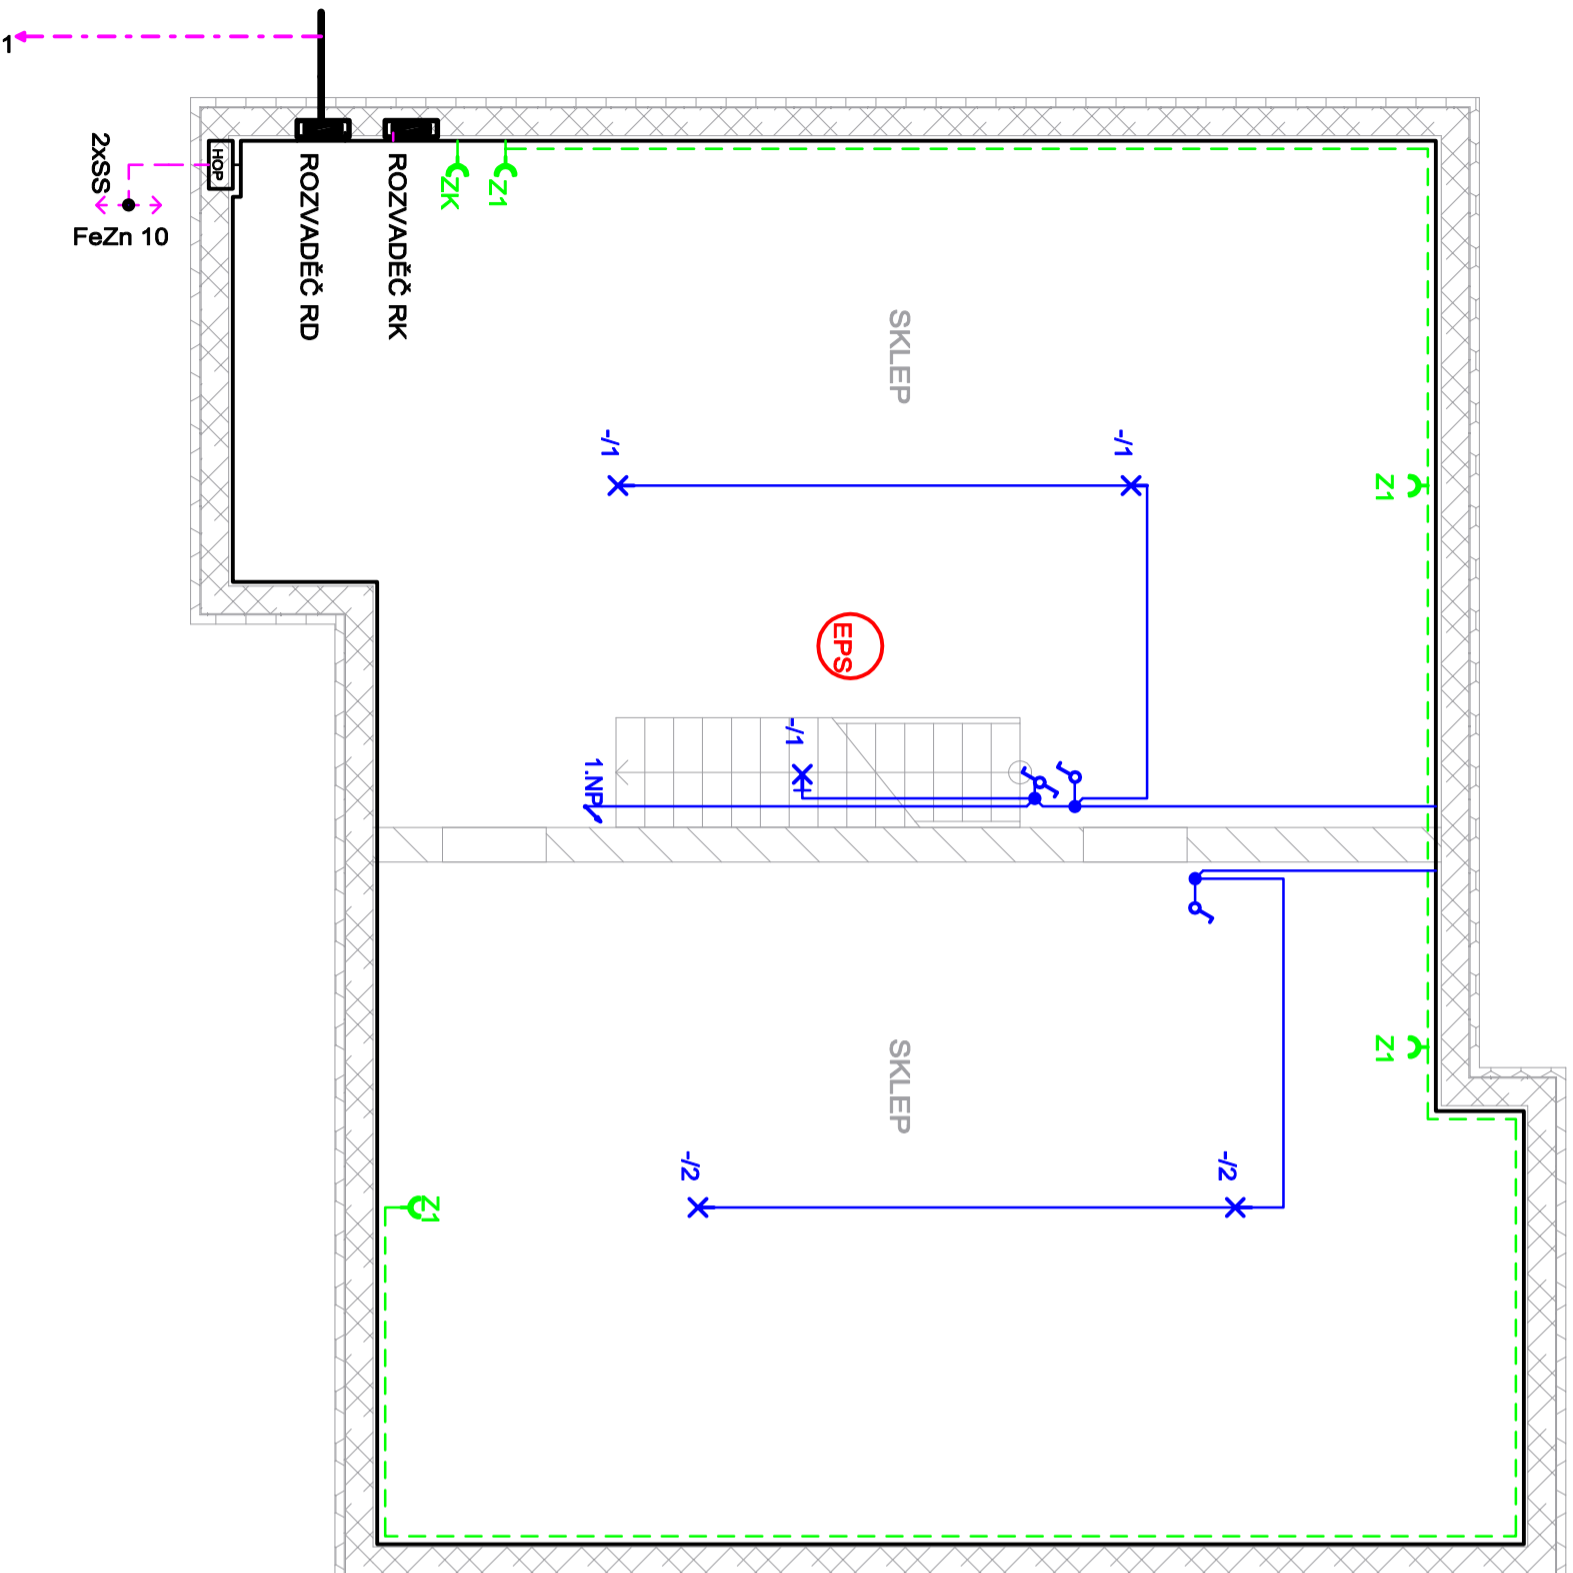 1
2xSS
FeZn 10
HOP
ROZVADĚČ RD
ROZVADĚČ RK
ZK
Z1
SKLEP
-/1
-/1
Z1
EPS
-/1
1.NP
SKLEP
Z1
-/2
-/2
Z1